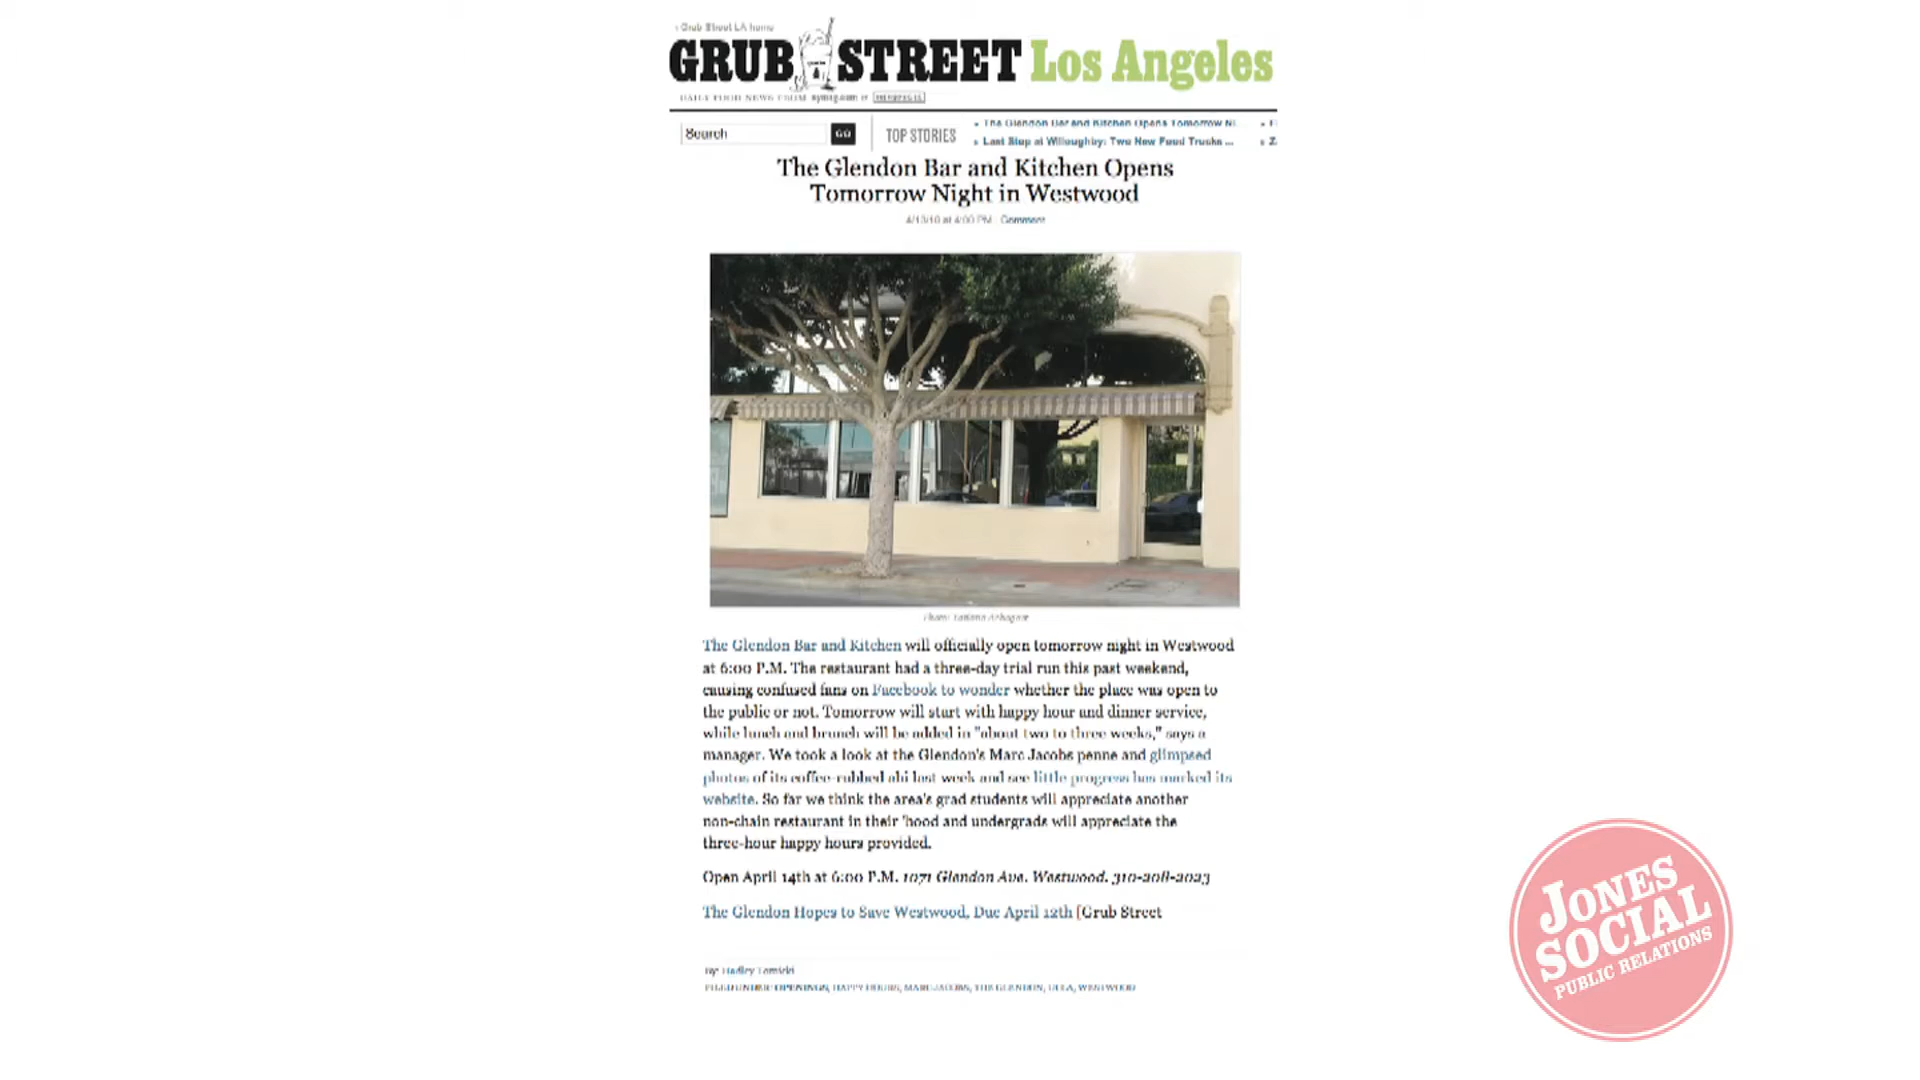 Grub Street LA home
GRUB STREET Los Angeles
DAILY FOOD NEWS FROM nymag.com &
Search GO TOP STORIES
The Glendon Bar and Kitchen Opens Tomorrow Ni...
Last Stop at Willoughby: Two New Food Trucks ...
The Glendon Bar and Kitchen Opens
Tomorrow Night in Westwood
4/13/10 at 4:00 PM Comment
The Glendon Bar and Kitchen will officially open tomorrow night in Westwood
at 6:00 P.M. The restaurant had a three-day trial run this past weekend,
causing confused fans on Facebook to wonder whether the place was open to
the public or not. Tomorrow will start with happy hour and dinner service,
while lunch and brunch will be added in "about two to three weeks," says a
manager. We took a look at the Glendon's Marc Jacobs penne and glimpsed
photos of its coffee-rubbed ahi last week and see little progress has marked its
website. So far we think the area's grad students will appreciate another
non-chain restaurant in their 'hood and undergrads will appreciate the
three-hour happy hours provided.
Open April 14th at 6:00 P.M. 1071 Glendon Ave. Westwood. 310-208-2023
The Glendon Hopes to Save Westwood, Due April 12th [Grub Street
By: Hadley Tomicki
FILED UNDER: OPENINGS, HAPPY HOURS, MARC JACOBS, THE GLENDON, UCLA, WESTWOOD
JONES
SOCIAL
PUBLIC RELATIONS